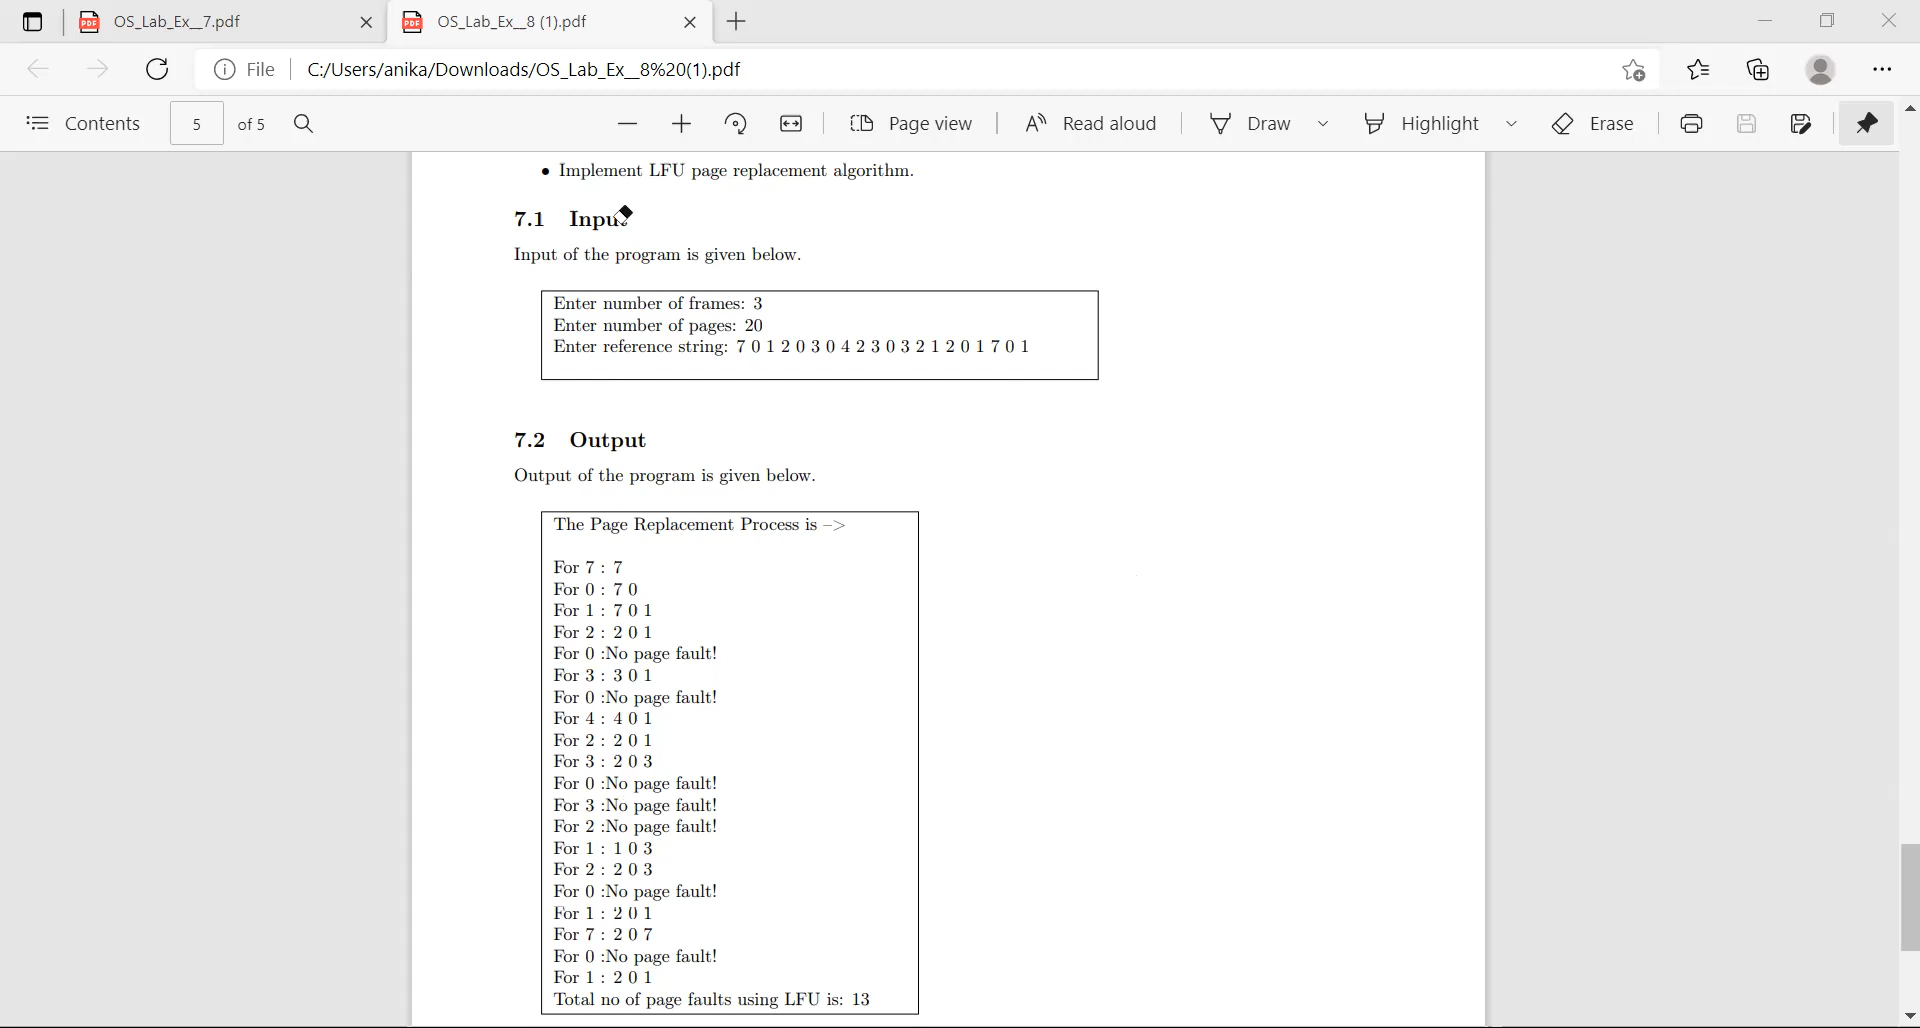 OS_Lab_Ex__7.pdf
OS_Lab_Ex__8 (1).pdf
File
C:/Users/anika/Downloads/OS_Lab_Ex__8%20(1).pdf
Contents
5
of 5
Page view
Read aloud
Draw
Highlight
Erase
• Implement LFU page replacement algorithm.
7.1 Input
Input of the program is given below.
Enter number of frames: 3
Enter number of pages: 20
Enter reference string: 7 0 1 2 0 3 0 4 2 3 0 3 2 1 2 0 1 7 0 1
7.2 Output
Output of the program is given below.
The Page Replacement Process is –>
For 7 : 7
For 0 : 7 0
For 1 : 7 0 1
For 2 : 2 0 1
For 0 :No page fault!
For 3 : 3 0 1
For 0 :No page fault!
For 4 : 4 0 1
For 2 : 2 0 1
For 3 : 2 0 3
For 0 :No page fault!
For 3 :No page fault!
For 2 :No page fault!
For 1 : 1 0 3
For 2 : 2 0 3
For 0 :No page fault!
For 1 : 2 0 1
For 7 : 2 0 7
For 0 :No page fault!
For 1 : 2 0 1
Total no of page faults using LFU is: 13